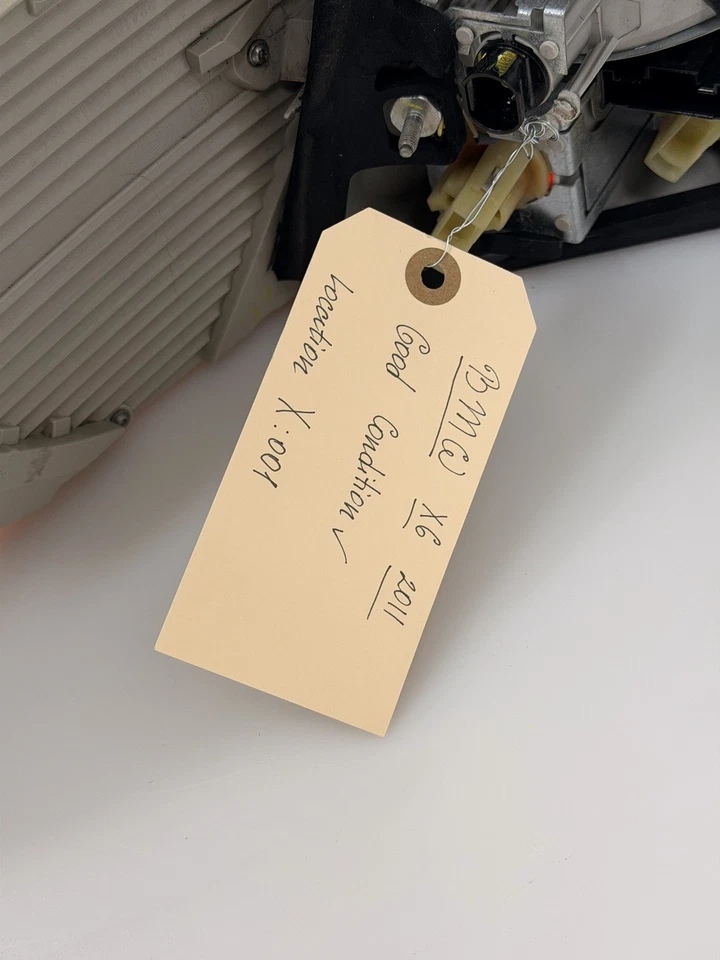 BMW X6 2011
Good Condition ✓
Location X:001